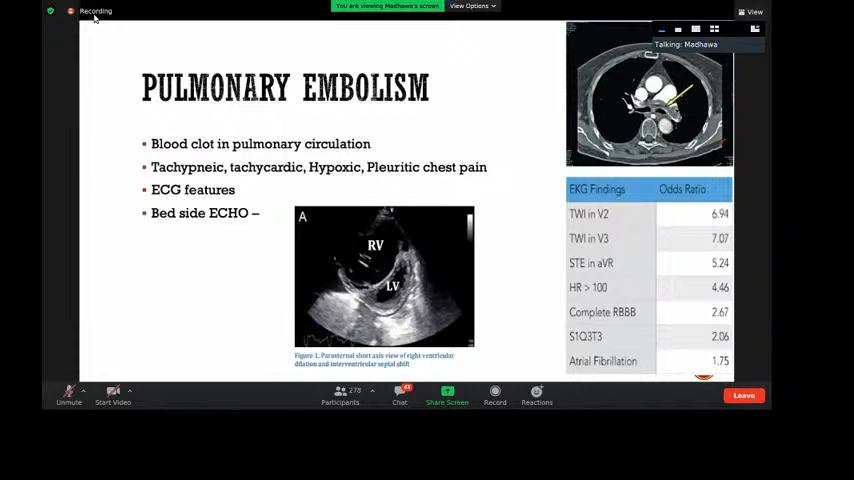 Recording
You are viewing Madhawa's screen
View Options
View
Talking: Madhawa
PULMONARY EMBOLISM
Blood clot in pulmonary circulation
Tachypneic, tachycardic, Hypoxic, Pleuritic chest pain
ECG features
Bed side ECHO –
A
RV
LV
Figure 1. Parasternal short axis view of right ventricular
dilation and interventricular septal shift
EKG Findings Odds Ratio
TWI in V2 6.94
TWI in V3 7.07
STE in aVR 5.24
HR > 100 4.46
Complete RBBB 2.67
S1Q3T3 2.06
Atrial Fibrillation 1.75
Unmute
Start Video
278
Participants
41
Chat
Share Screen
Record
Reactions
Leave